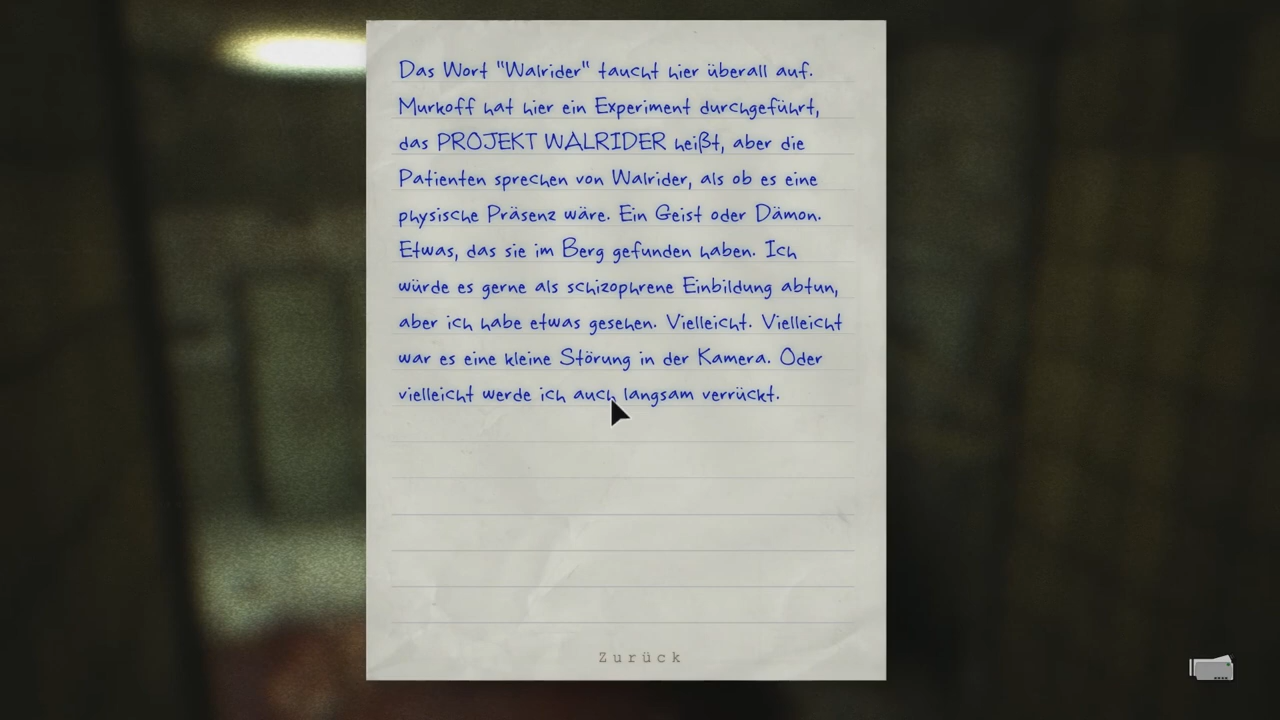 Das Wort "Walrider" taucht hier überall auf.
Murkoff hat hier ein Experiment durchgeführt,
das PROJEKT WALRIDER heißt, aber die
Patienten sprechen von Walrider, als ob es eine
physische Präsenz wäre. Ein Geist oder Dämon.
Etwas, das sie im Berg gefunden haben. Ich
würde es gerne als schizophrene Einbildung abtun,
aber ich habe etwas gesehen. Vielleicht. Vielleicht
war es eine kleine Störung in der Kamera. Oder
vielleicht werde ich auch langsam verrückt.
Zurück